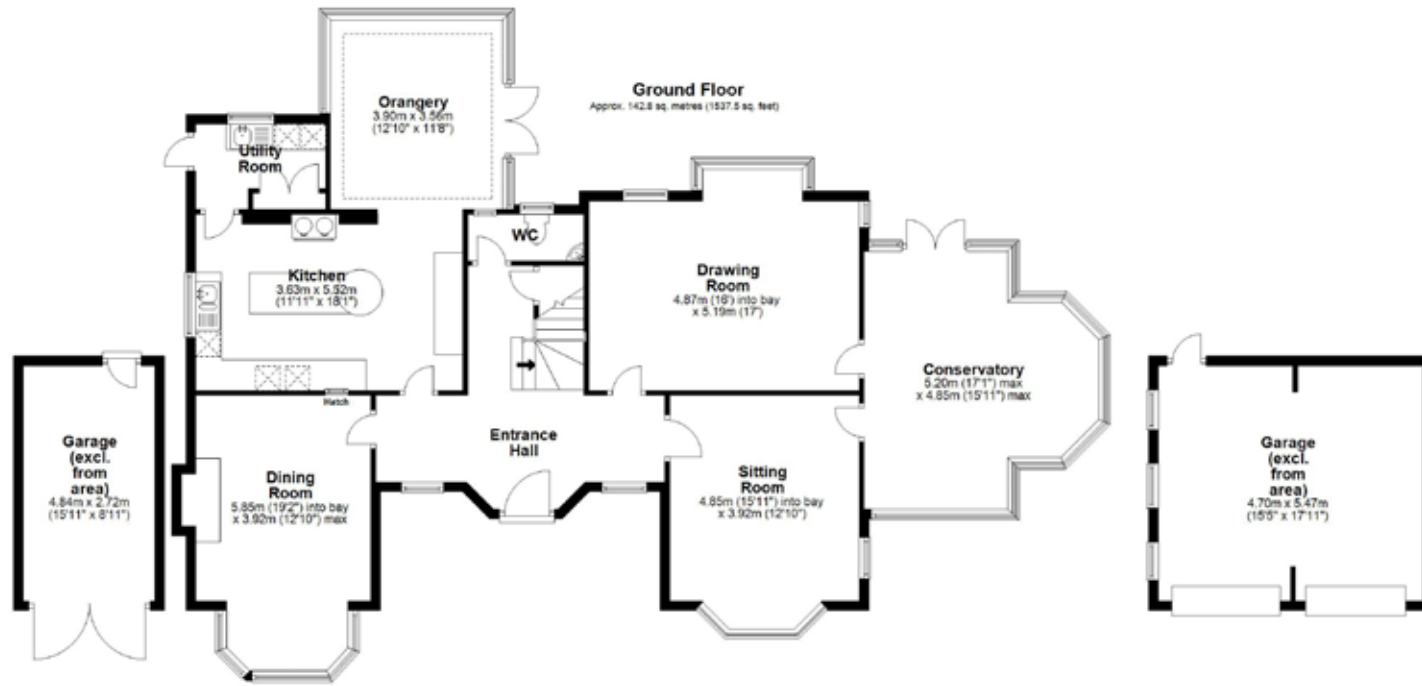 Ground Floor
Approx. 142.8 sq. metres (1537.5 sq. feet)
Orangery
3.90m x 3.56m
(12'10" x 11'8")
Utility
Room
WC
Kitchen
3.63m x 5.52m
(11'11" x 18'1")
Drawing
Room
4.87m (16') into bay
x 5.19m (17')
Conservatory
5.20m (17'1") max
x 4.85m (15'11") max
Hatch
Entrance
Hall
Garage
(excl.
from
area)
4.84m x 2.72m
(15'11" x 8'11")
Dining
Room
5.85m (19'2") into bay
x 3.92m (12'10") max
Sitting
Room
4.85m (15'11") into bay
x 3.92m (12'10")
Garage
(excl.
from
area)
4.70m x 5.47m
(15'5" x 17'11")